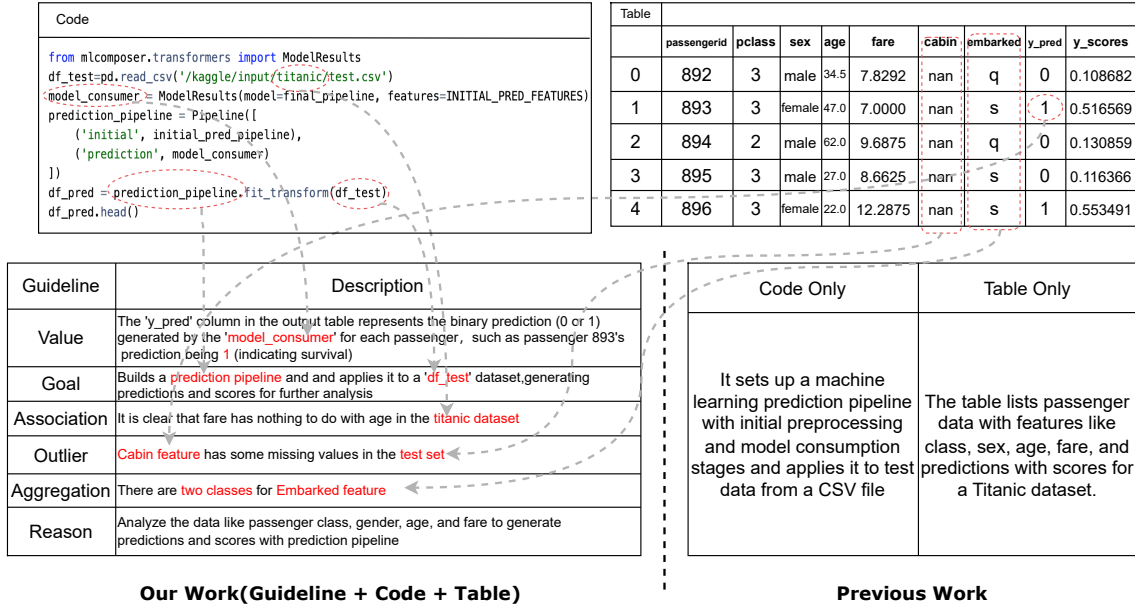 Code
from mlcomposer.transformers import ModelResults
df_test=pd.read_csv('/kaggle/input/titanic/test.csv')
model_consumer = ModelResults(model=final_pipeline, features=INITIAL_PRED_FEATURES)
prediction_pipeline = Pipeline([
('initial', initial_pred_pipeline),
('prediction', model_consumer)
])
df_pred = prediction_pipeline.fit_transform(df_test)
df_pred.head()
Table
passengerid pclass sex age fare cabin embarked y_pred y_scores
0 892 3 male 34.5 7.8292 nan q 0 0.108682
1 893 3 female 47.0 7.0000 nan s 1 0.516569
2 894 2 male 62.0 9.6875 nan q 0 0.130859
3 895 3 male 27.0 8.6625 nan s 0 0.116366
4 896 3 female 22.0 12.2875 nan s 1 0.553491
Guideline Description
Value
The 'y_pred' column in the output table represents the binary prediction (0 or 1)
generated by the 'model_consumer' for each passenger, such as passenger 893's
prediction being 1 (indicating survival)
Goal
Builds a prediction pipeline and and applies it to a 'df_test' dataset,generating
predictions and scores for further analysis
Association It is clear that fare has nothing to do with age in the titanic dataset
Outlier Cabin feature has some missing values in the test set
Aggregation There are two classes for Embarked feature
Reason
Analyze the data like passenger class, gender, age, and fare to generate
predictions and scores with prediction pipeline
Our Work(Guideline + Code + Table)
Code Only Table Only
It sets up a machine
learning prediction pipeline
with initial preprocessing
and model consumption
stages and applies it to test
data from a CSV file
The table lists passenger
data with features like
class, sex, age, fare, and
predictions with scores for
a Titanic dataset.
Previous Work